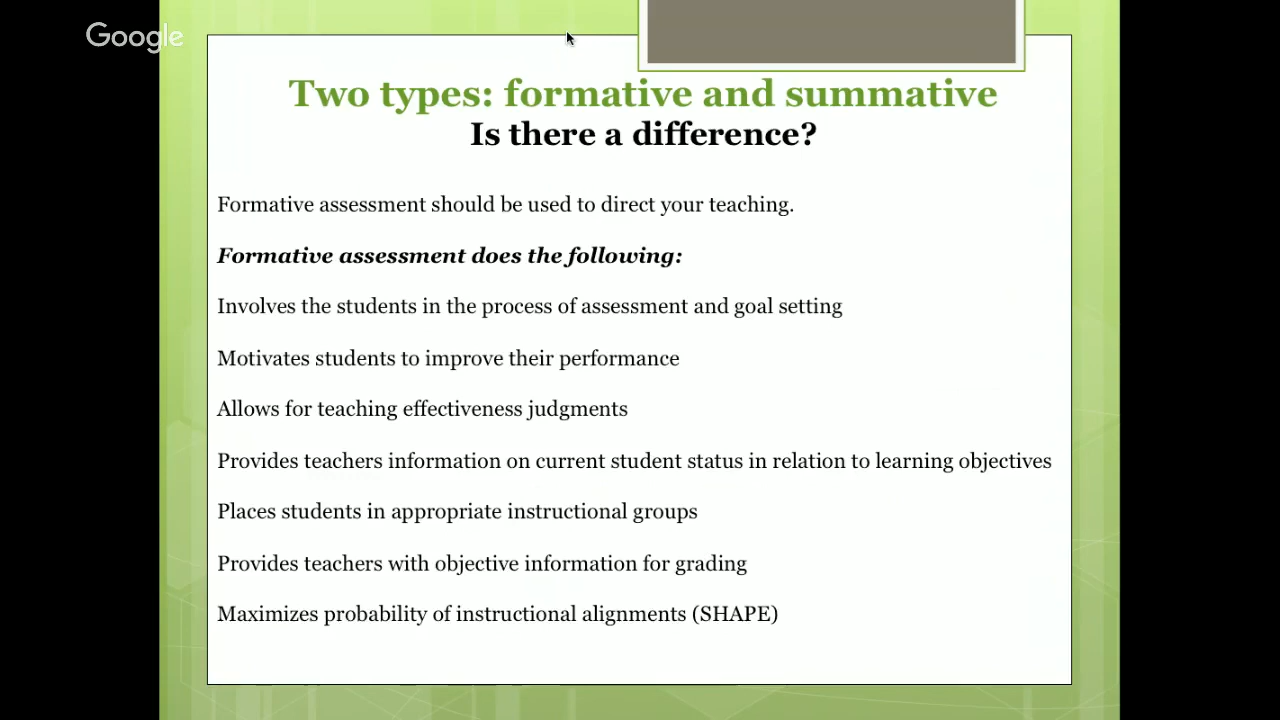 Google
Two types: formative and summative
Is there a difference?
Formative assessment should be used to direct your teaching.
Formative assessment does the following:
Involves the students in the process of assessment and goal setting
Motivates students to improve their performance
Allows for teaching effectiveness judgments
Provides teachers information on current student status in relation to learning objectives
Places students in appropriate instructional groups
Provides teachers with objective information for grading
Maximizes probability of instructional alignments (SHAPE)